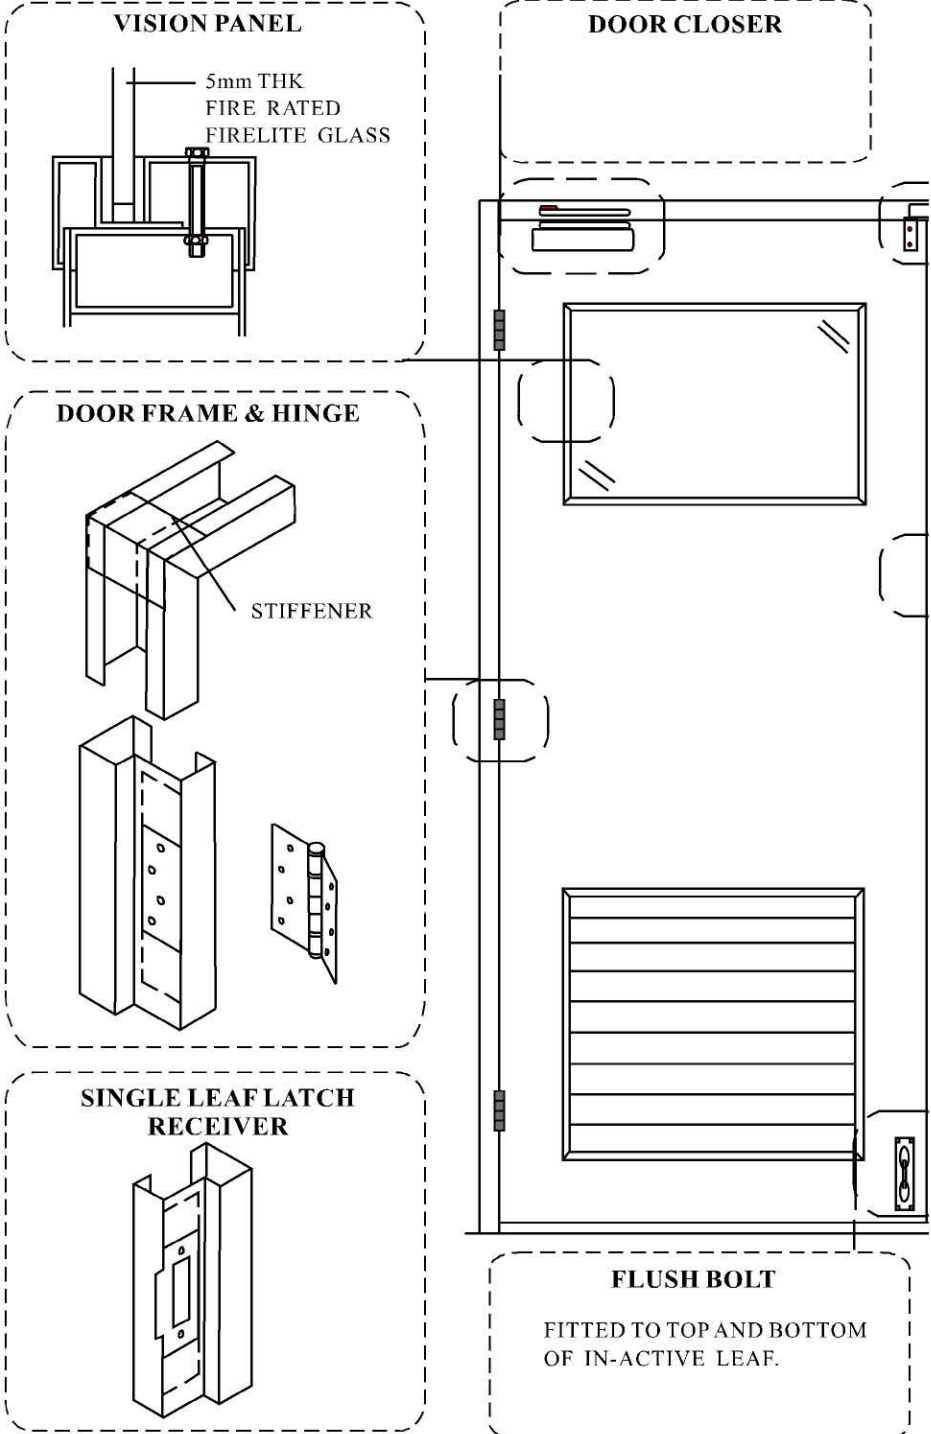 VISION PANEL
5mm THK
FIRE RATED
FIRELITE GLASS
DOOR CLOSER
DOOR FRAME & HINGE
STIFFENER
SINGLE LEAF LATCH
RECEIVER
FLUSH BOLT
FITTED TO TOP AND BOTTOM
OF IN-ACTIVE LEAF.